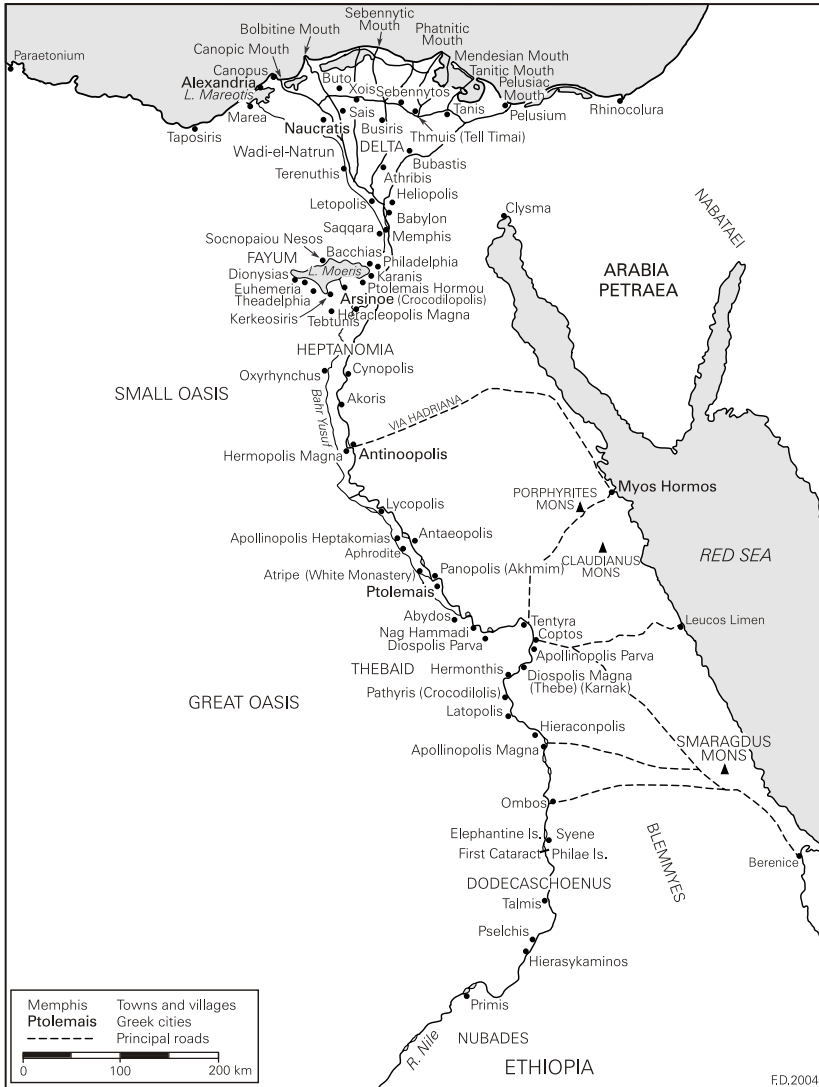 Sebennytic
Mouth
Bolbitine Mouth
Phatnitic
Mouth
Canopic Mouth
Mendesian Mouth
Tanitic Mouth
Pelusiac
Mouth
Paraetonium
Canopus
Alexandria
L. Mareotis
Marea
Taposiris
Buto
Xois
Sebennytos
Sais
Tanis
Pelusium
Rhinocolura
Naucratis
Busiris
Thmuis (Tell Timai)
DELTA
Wadi-el-Natrun
Bubastis
Terenuthis
Athribis
Letopolis
Heliopolis
Babylon
Saqqara
Memphis
Clysma
NABATAEI
Socnopaiou Nesos
Bacchias
FAYUM
L. Moeris
Philadelphia
Dionysias
Karanis
Euhemeria
Ptolemais Hormou
Theadelphia
Arsinoe (Crocodilopolis)
Kerkeosiris
Heracleopolis Magna
Tebtunis
ARABIA
PETRAEA
HEPTANOMIA
Oxyrhynchus
Cynopolis
SMALL OASIS
Bahr Yusuf
Akoris
VIA HADRIANA
Hermopolis Magna
Antinoopolis
Myos Hormos
PORPHYRITES
MONS
Lycopolis
Apollinopolis Heptakomias
Antaeopolis
Aphrodite
CLAUDIANUS
MONS
RED SEA
Atripe (White Monastery)
Panopolis (Akhmim)
Ptolemais
Abydos
Tentyra
Leucos Limen
Nag Hammadi
Coptos
Diospolis Parva
Apollinopolis Parva
THEBAID
Hermonthis
Diospolis Magna
(Thebe) (Karnak)
GREAT OASIS
Pathyris (Crocodilolis)
Latopolis
Hieraconpolis
Apollinopolis Magna
SMARAGDUS
MONS
Ombos
Elephantine Is.
Syene
First Cataract
Philae Is.
BLEMMYES
Berenice
DODECASCHOENUS
Talmis
Pselchis
Hierasykaminos
Primis
R. Nile
NUBADES
ETHIOPIA
Memphis Towns and villages
Ptolemais Greek cities
Principal roads
0 100 200 km
F.D.2004